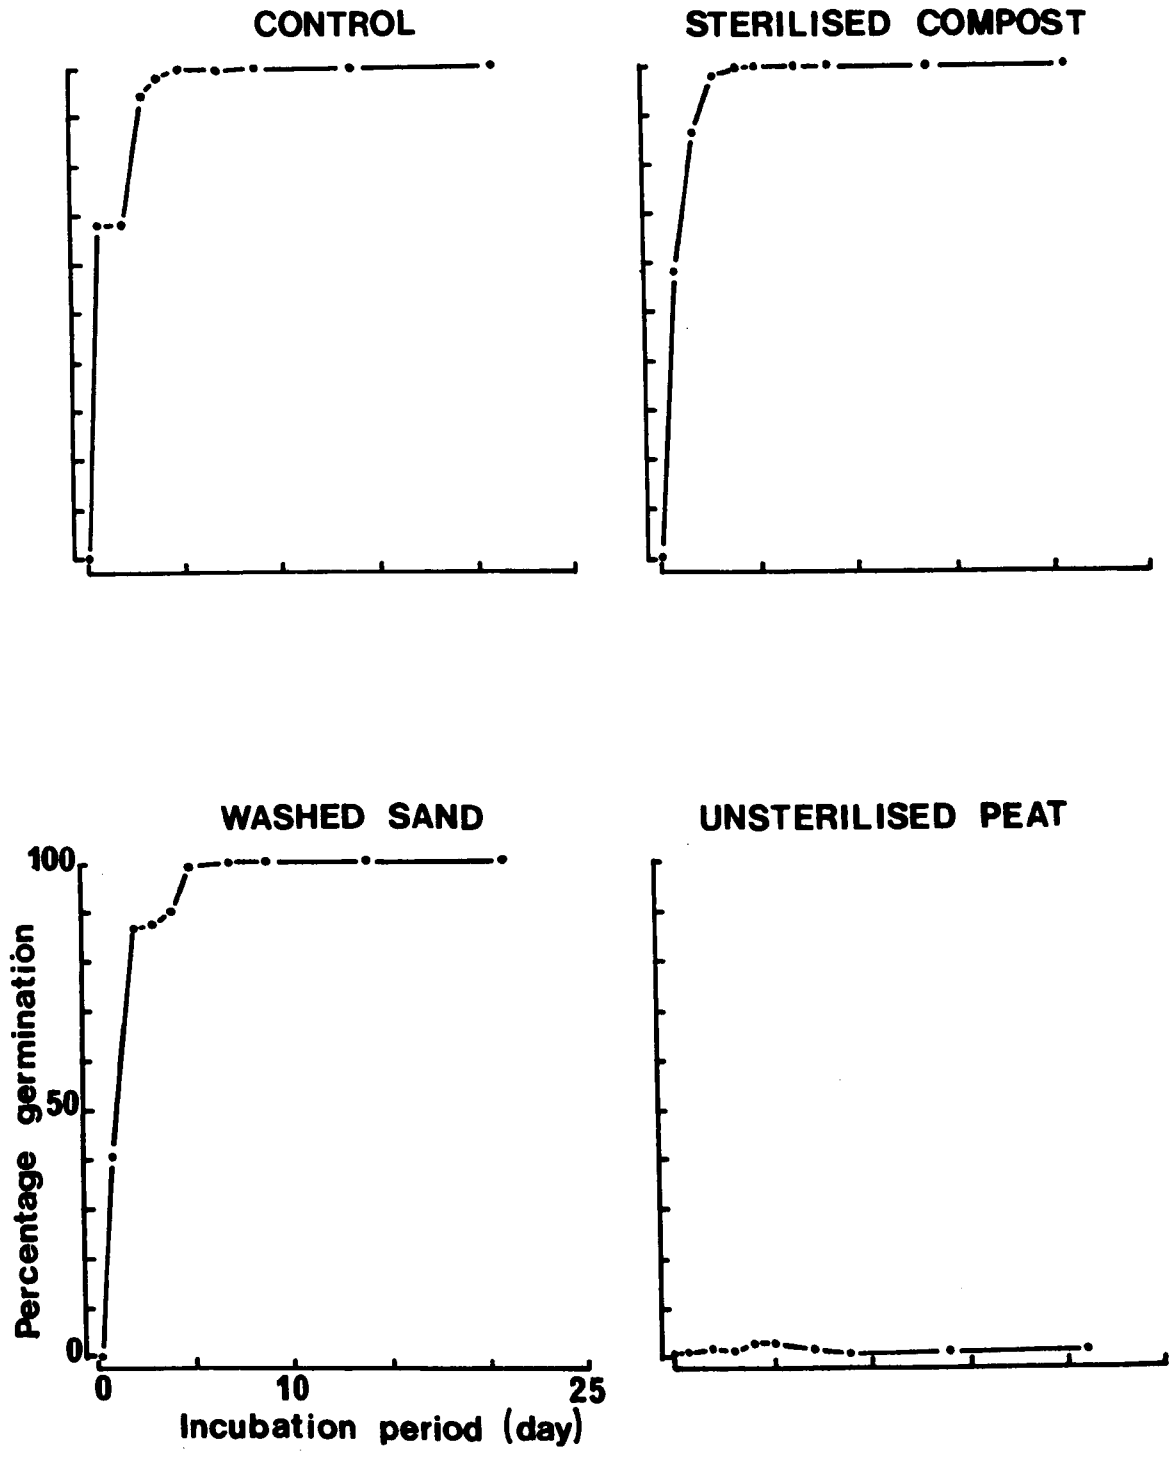 CONTROL
STERILISED COMPOST
WASHED SAND
UNSTERILISED PEAT
100
50
0
Percentage germination
0 10 25
Incubation period (day)